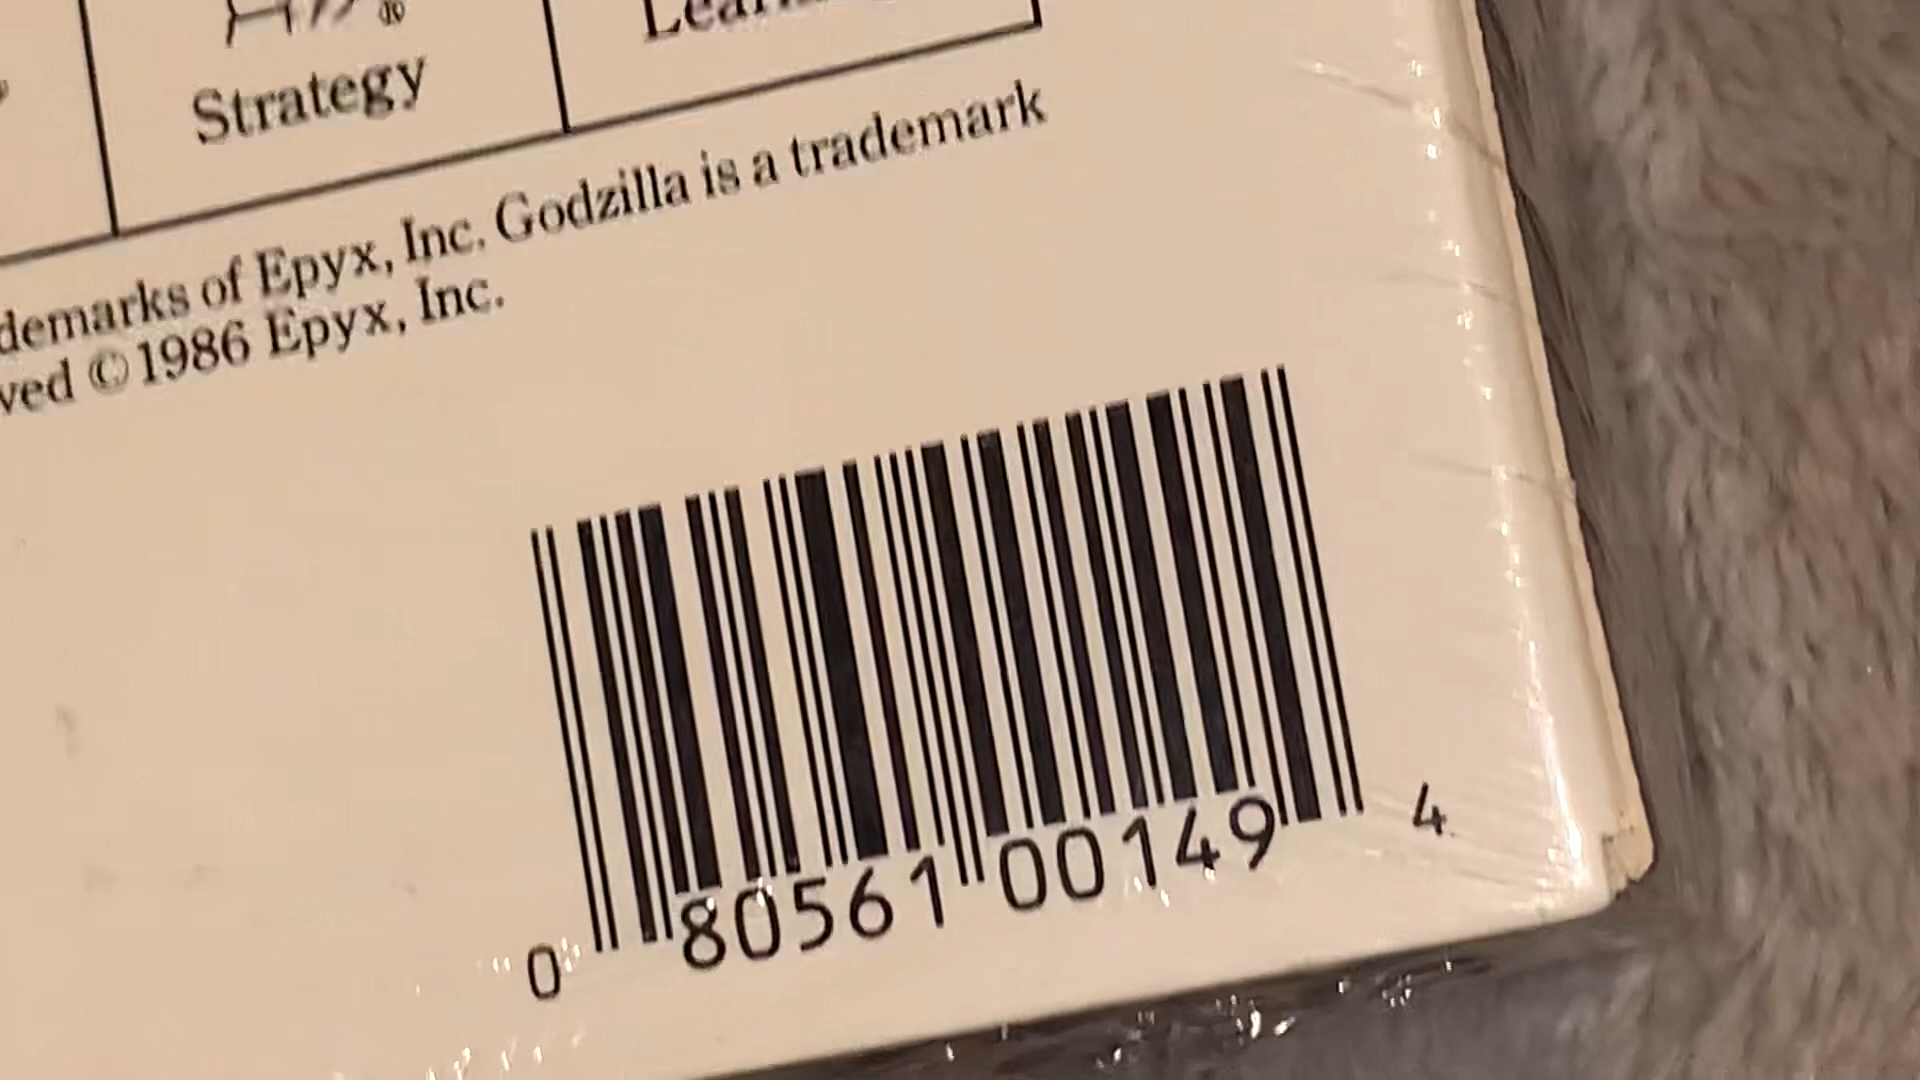 ®
Strategy
demarks of Epyx, Inc. Godzilla is a trademark
ved ©1986 Epyx, Inc.
0 80561 00149 4